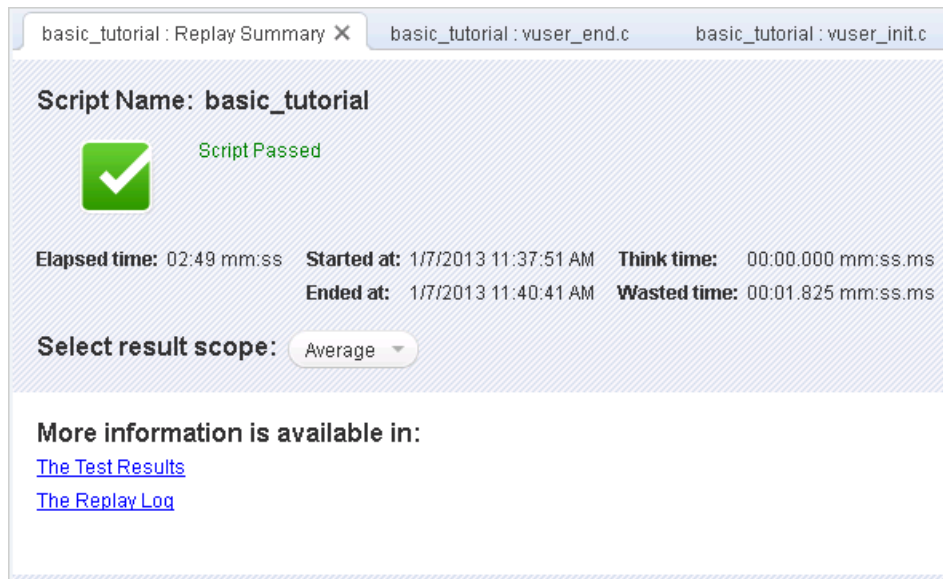 basic_tutorial : Replay Summary basic_tutorial : vuser_end.c basic_tutorial : vuser_init.c
Script Name: basic_tutorial
Script Passed
Elapsed time: 02:49 mm:ss Started at: 1/7/2013 11:37:51 AM Think time: 00:00.000 mm:ss.ms
Ended at: 1/7/2013 11:40:41 AM Wasted time: 00:01.825 mm:ss.ms
Select result scope: Average
More information is available in:
The Test Results
The Replay Log